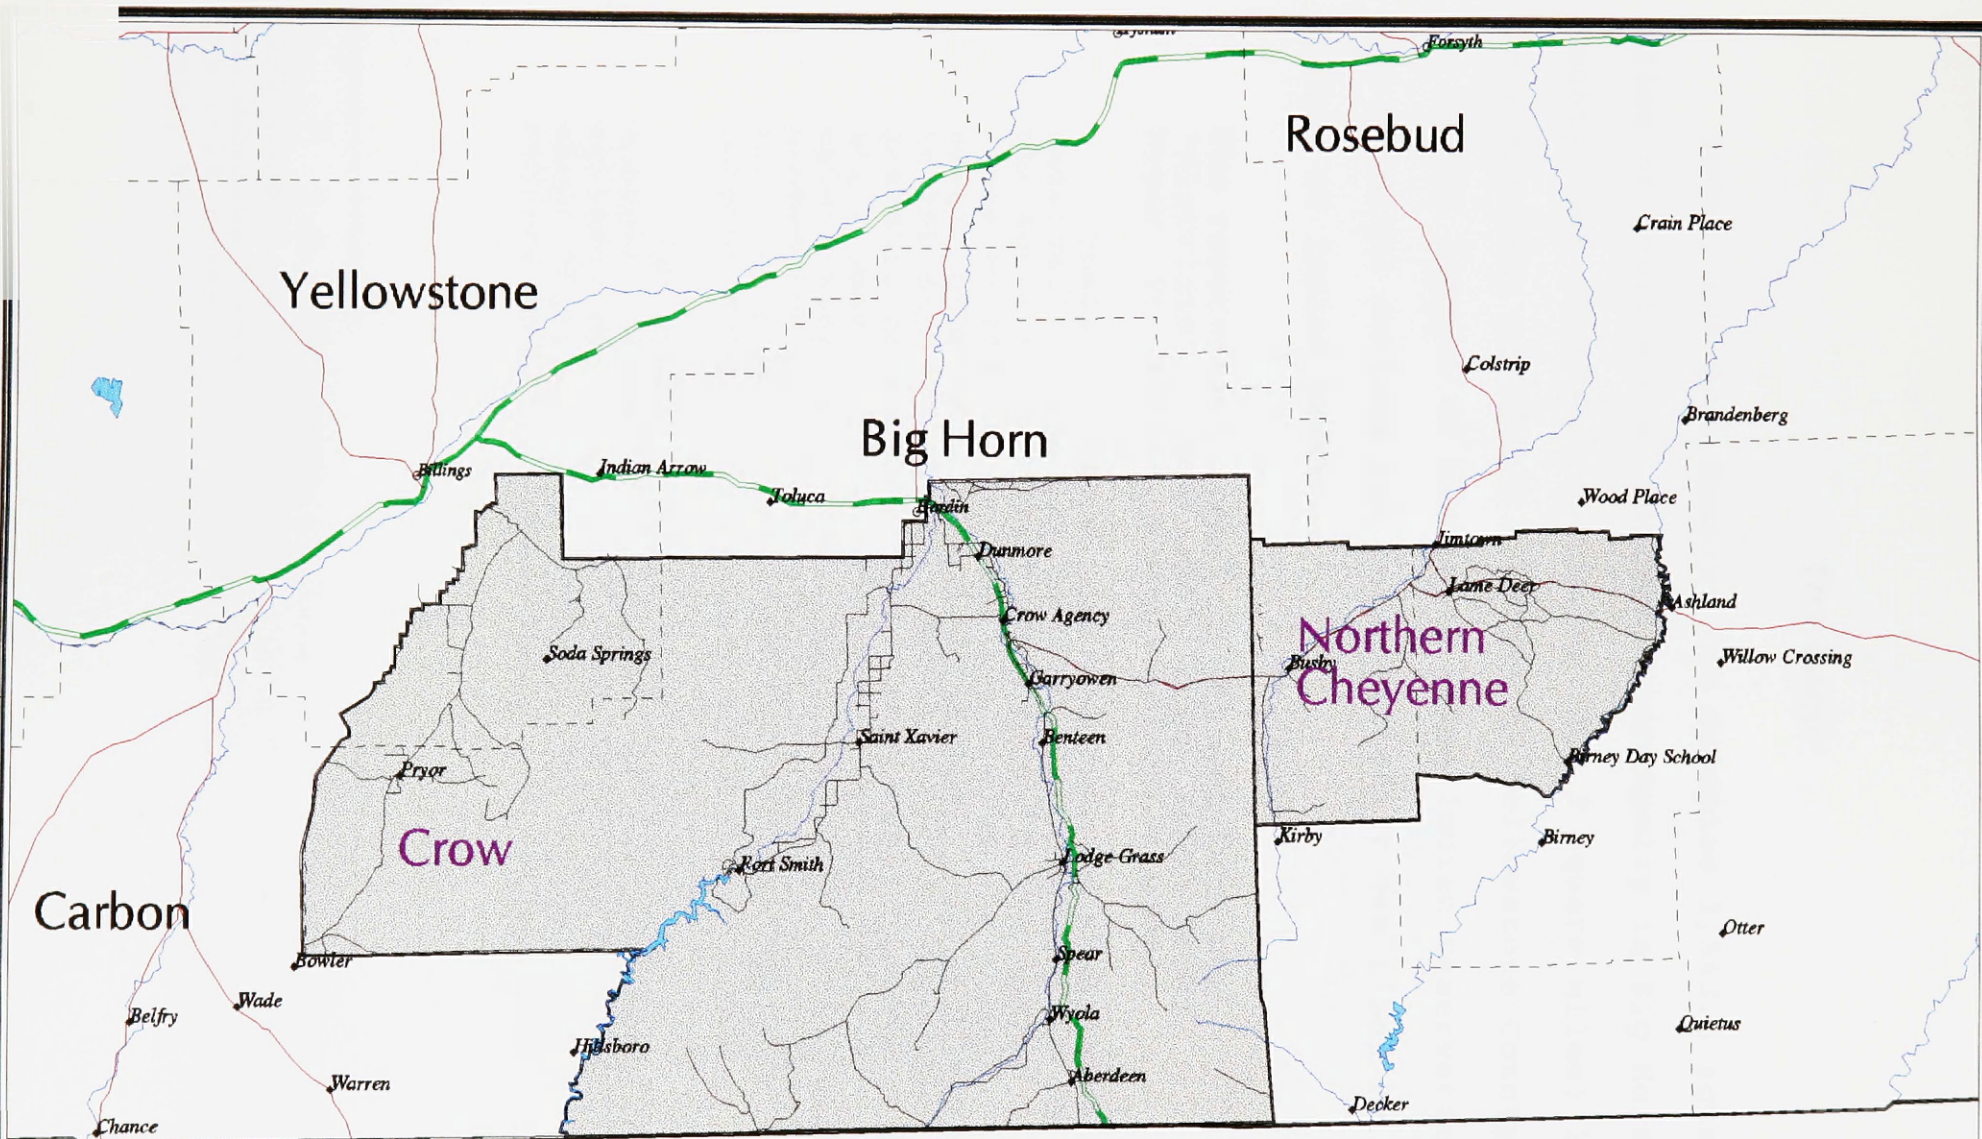 Forsyth
Rosebud
Crain Place
Yellowstone
Colstrip
Brandenberg
Big Horn
Billings
Indian Arrow
Toluca
Wood Place
Hardin
Jimtown
Dunmore
Lame Deer
Ashland
Crow Agency
Northern
Cheyenne
Soda Springs
Willow Crossing
Busby
Garryowen
Saint Xavier
Benteen
Birney Day School
Pryor
Crow
Kirby
Birney
Lodge Grass
Fort Smith
Carbon
Otter
Spear
Bowler
Wade
Belfry
Wyola
Quietus
Hillsboro
Warren
Aberdeen
Decker
Chance